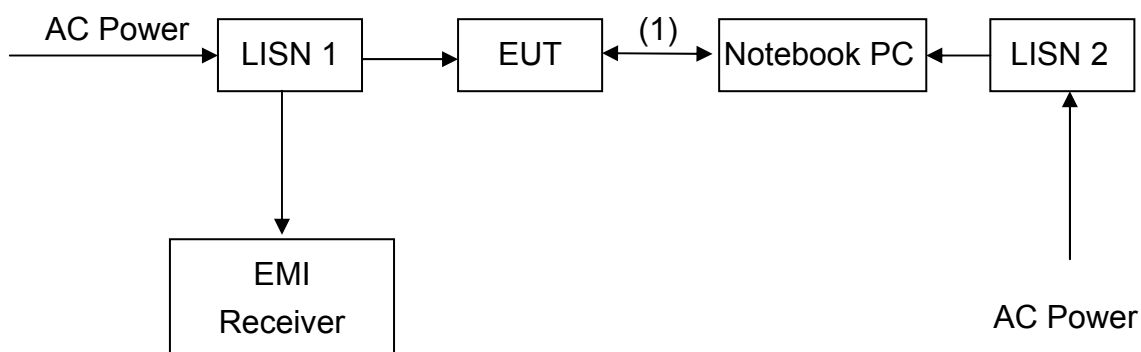 AC Power
LISN 1
EUT
(1)
Notebook PC
LISN 2
EMI
Receiver
AC Power